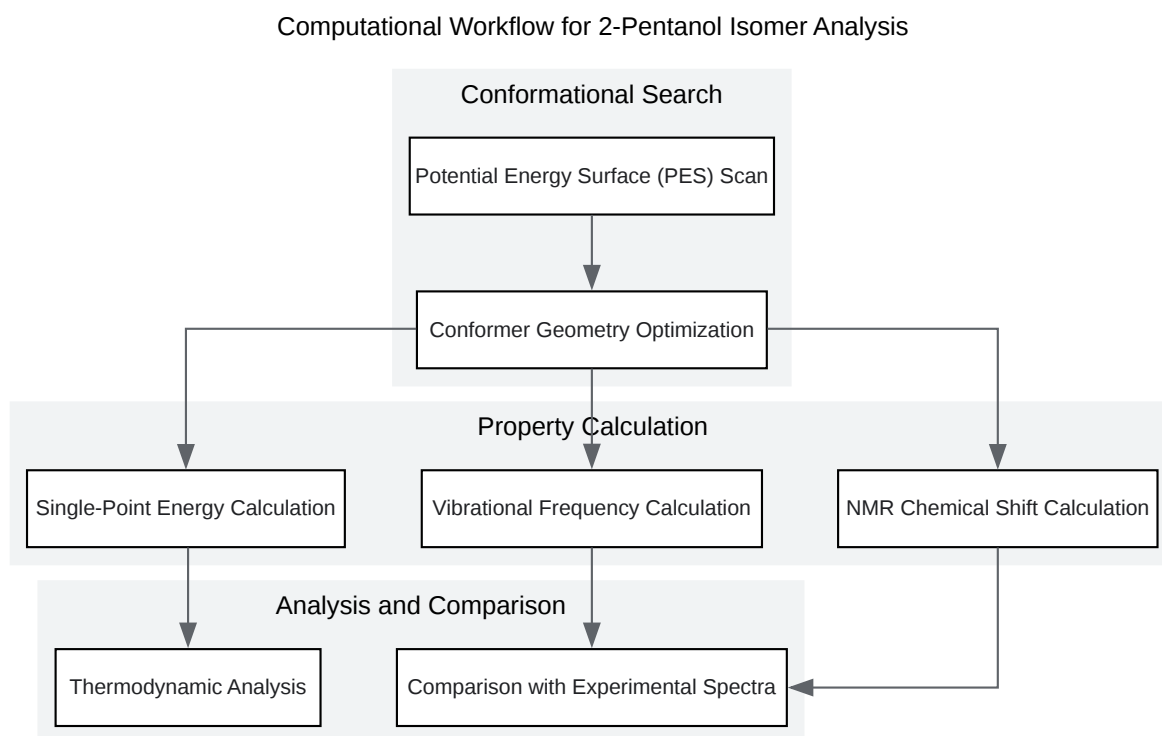 Computational Workflow for 2-Pentanol Isomer Analysis
Conformational Search
Potential Energy Surface (PES) Scan
Conformer Geometry Optimization
Property Calculation
Single-Point Energy Calculation
Vibrational Frequency Calculation
NMR Chemical Shift Calculation
Analysis and Comparison
Thermodynamic Analysis
Comparison with Experimental Spectra